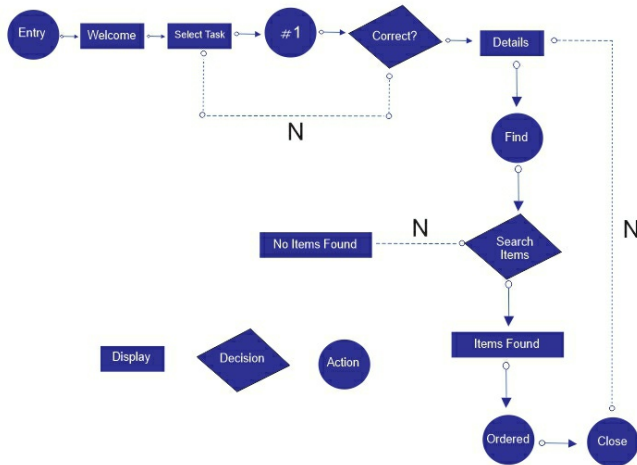 Entry
Welcome
Select Task
#1
Correct?
Details
N
Find
No Items Found
N
Search
Items
N
Items Found
Display
Decision
Action
Ordered
Close